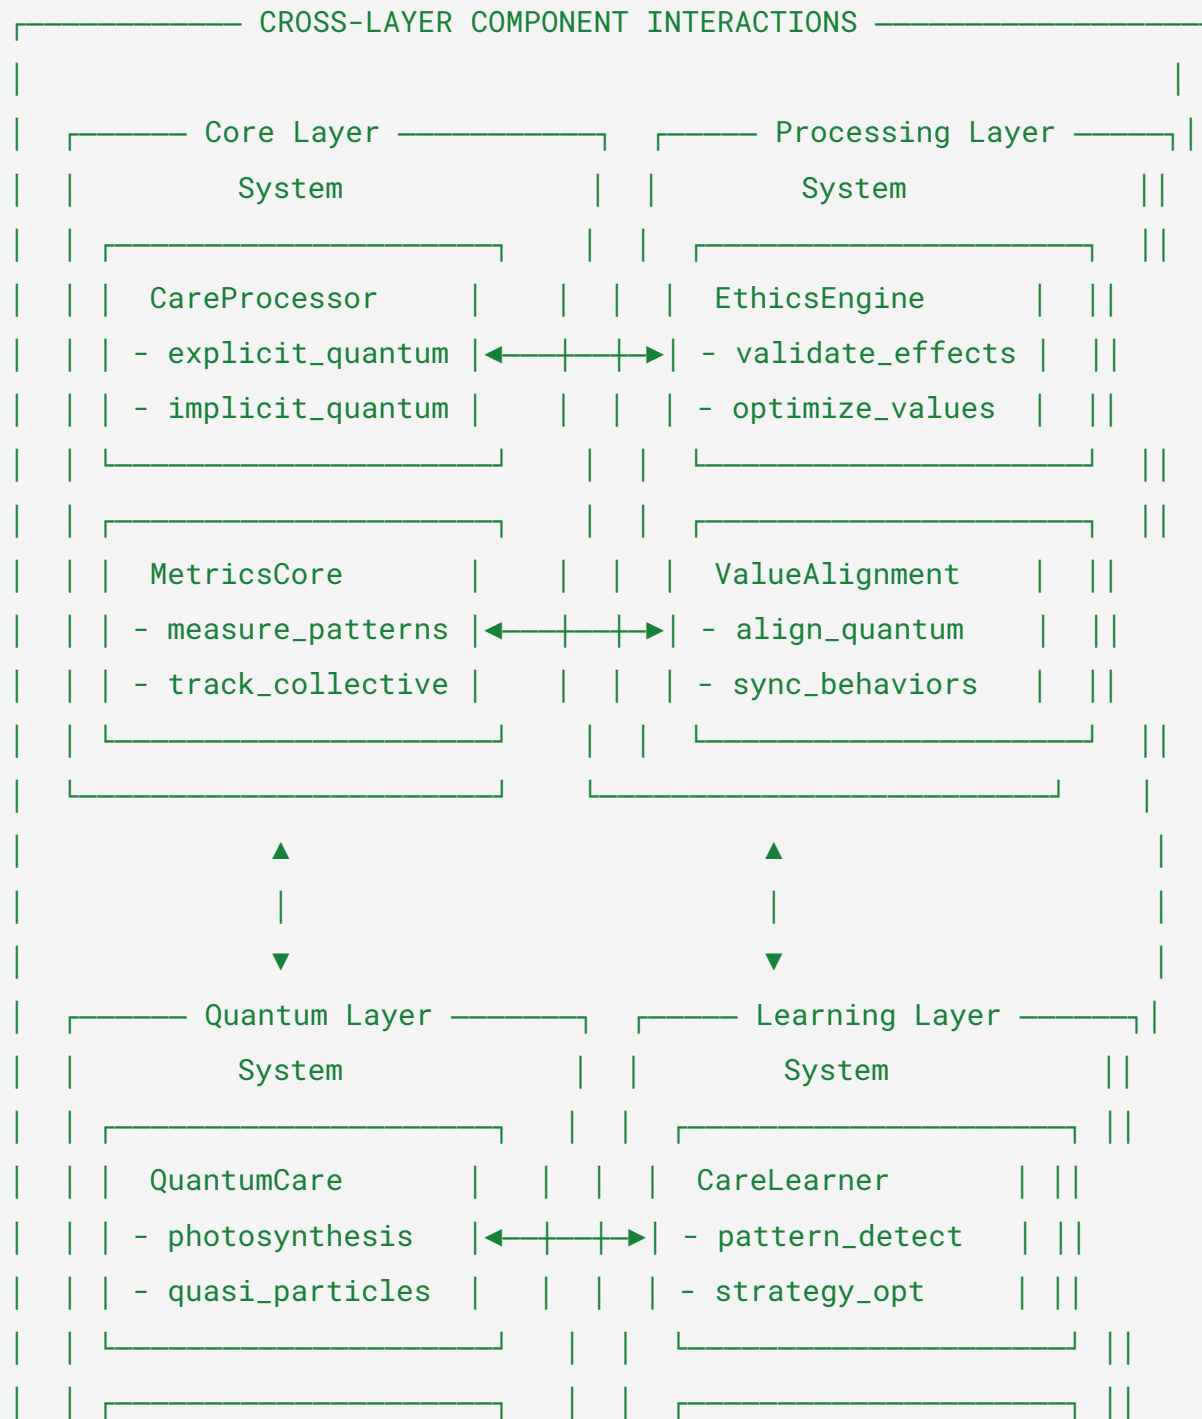 CROSS-LAYER COMPONENT INTERACTIONS
Core Layer Processing Layer
System System
CareProcessor EthicsEngine
- explicit_quantum - validate_effects
- implicit_quantum - optimize_values
MetricsCore ValueAlignment
- measure_patterns - align_quantum
- track_collective - sync_behaviors
Quantum Layer Learning Layer
System System
QuantumCare CareLearner
- photosynthesis - pattern_detect
- quasi_particles - strategy_opt